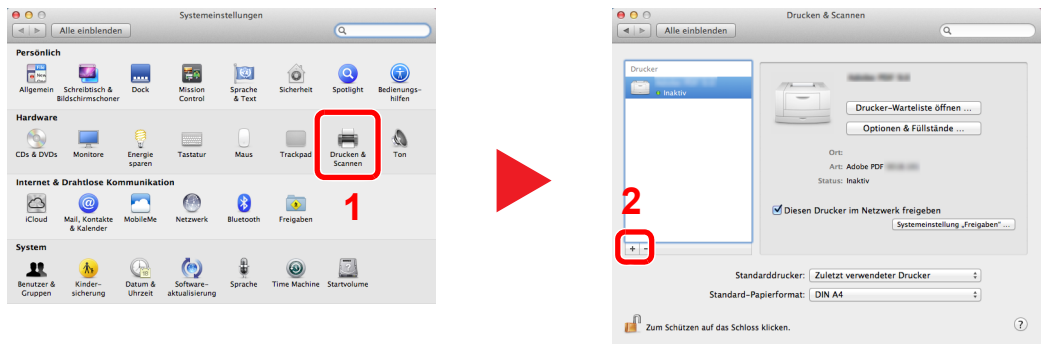 Systemeinstellungen
Alle einblenden
Persönlich
Allgemein
Schreibtisch &
Bildschirmschoner
Dock
Mission
Control
Sprache
& Text
Sicherheit
Spotlight
Bedienungs-
hilfen
Hardware
CDs & DVDs
Monitore
Energie
sparen
Tastatur
Maus
Trackpad
Drucken &
Scannen
Ton
1
Internet & Drahtlose Kommunikation
iCloud
Mail, Kontakte
& Kalender
MobileMe
Netzwerk
Bluetooth
Freigaben
System
Benutzer &
Gruppen
Kinder-
sicherung
Datum &
Uhrzeit
Software-
aktualisierung
Sprache
Time Machine
Startvolume
Drucken & Scannen
Alle einblenden
Drucker
Inaktiv
2
+ −
Drucker-Warteliste öffnen ...
Optionen & Füllstände ...
Ort:
Art: Adobe PDF
Status: Inaktiv
Diesen Drucker im Netzwerk freigeben
Systemeinstellung „Freigaben“ ...
Standarddrucker: Zuletzt verwendeter Drucker
Standard-Papierformat: DIN A4
Zum Schützen auf das Schloss klicken.
?